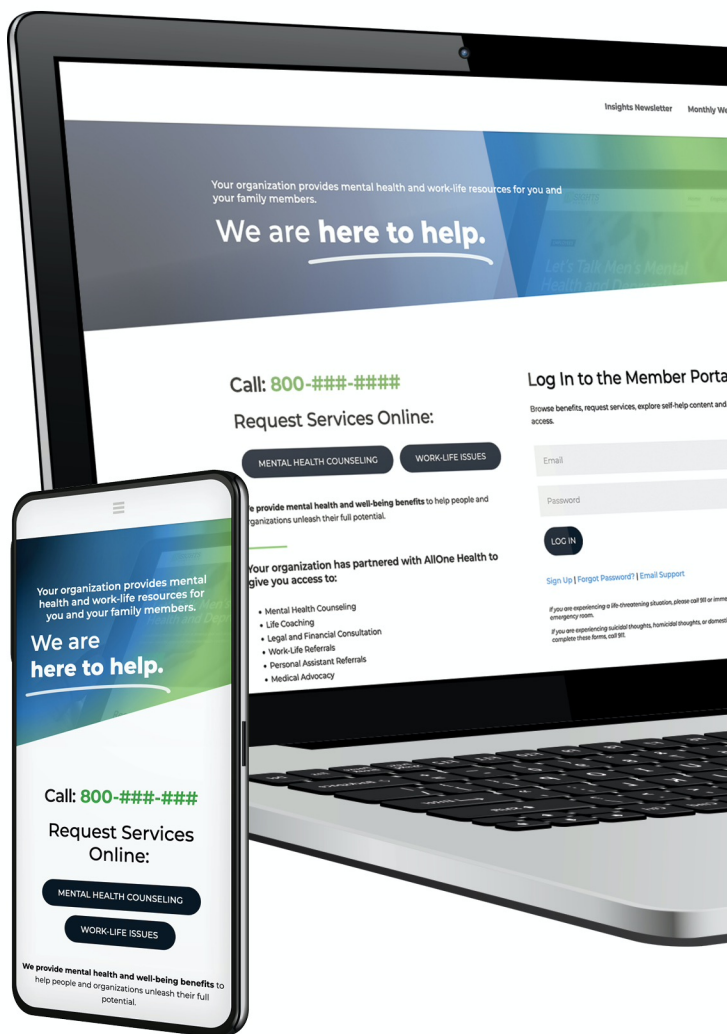 Insights Newsletter Monthly
Your organization provides mental health and work-life resources for you and
your family members.
We are here to help.
Let's Talk Men's Mental
Health and
Call: 800-###-####
Request Services Online:
MENTAL HEALTH COUNSELING WORK-LIFE ISSUES
provide mental health and well-being benefits to help people and
organizations unleash their full potential.
Your organization has partnered with AllOne Health to
give you access to:
• Mental Health Counseling
• Life Coaching
• Legal and Financial Consultation
• Work-Life Referrals
• Personal Assistant Referrals
• Medical Advocacy
Log In to the Member
Browse benefits, request services, explore self-help content and
access.
Email
Password
LOG IN
Sign Up | Forgot Password? | Email Support
If you are experiencing a life-threatening situation, please call 911 or
emergency room.
If you are experiencing suicidal thoughts, homicidal thoughts, or
complete these forms, call 911.
Your organization provides mental
health and work-life resources for
you and your family members.
We are
here to help.
Call: 800-###-###
Request Services
Online:
MENTAL HEALTH COUNSELING
WORK-LIFE ISSUES
We provide mental health and well-being benefits to
help people and organizations unleash their full
potential.